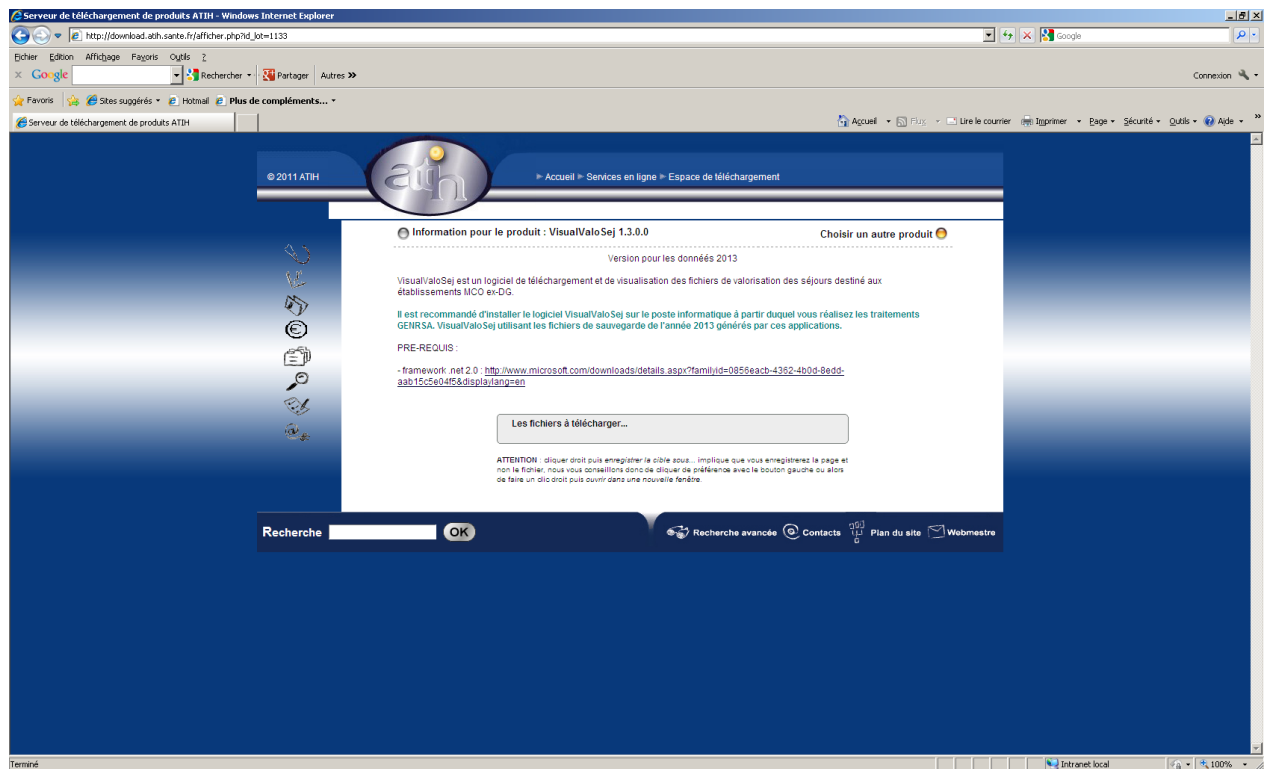 Serveur de téléchargement de produits ATIH - Windows Internet Explorer
http://download.atih.sante.fr/afficher.php?id_lot=1133
Google
Fichier Edition Affichage Favoris Outils ?
Google Rechercher Partager Autres »
Connexion
Favoris Sites suggérés Hotmail Plus de compléments...
Serveur de téléchargement de produits ATIH
Accueil Flux Lire le courrier Imprimer Page Sécurité Outils Aide »
© 2011 ATIH
atih
Accueil Services en ligne Espace de téléchargement
Information pour le produit : VisualValoSej 1.3.0.0
Choisir un autre produit
Version pour les donnéés 2013
VisualValoSej est un logiciel de téléchargement et de visualisation des fichiers de valorisation des séjours destiné aux
établissements MCO ex-DG.
Il est recommandé d'installer le logiciel VisualValoSej sur le poste informatique à partir duquel vous réalisez les traitements
GENRSA. VisualValoSej utilisant les fichiers de sauvegarde de l'année 2013 générés par ces applications.
PRE-REQUIS :
- framework .net 2.0 : http://www.microsoft.com/downloads/details.aspx?familyid=0856eacb-4362-4b0d-8edd-
aab15c5e04f5&displaylang=en
Les fichiers à télécharger...
ATTENTION : cliquer droit puis enregistrer la cible sous... implique que vous enregistrerez la page et
non le fichier, nous vous conseillons donc de cliquer de préférence avec le bouton gauche ou alors
de faire un clic droit puis ouvrir dans une nouvelle fenêtre.
Recherche OK
Recherche avancée Contacts Plan du site Webmestre
Terminé
Intranet local
100%